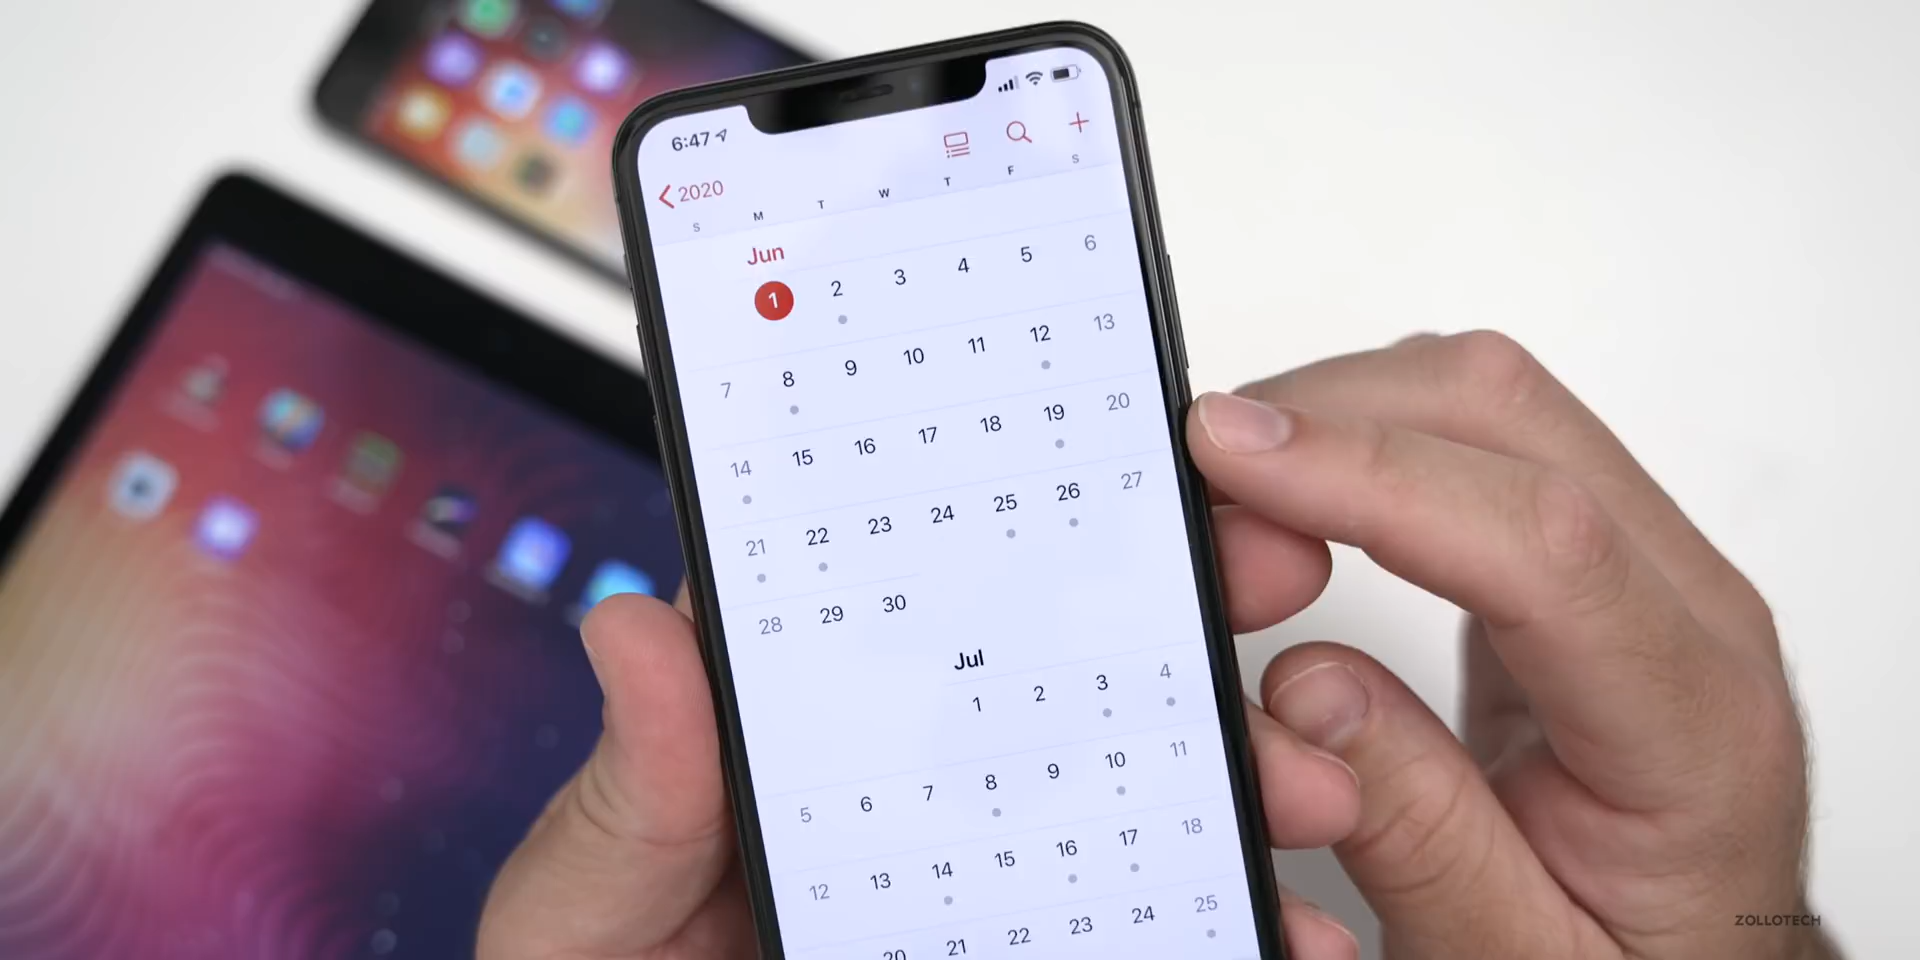 6:47
2020
S M T W T F S
Jun
1 2 3 4 5 6
7 8 9 10 11 12 13
14 15 16 17 18 19 20
21 22 23 24 25 26 27
28 29 30
Jul
1 2 3 4
5 6 7 8 9 10 11
12 13 14 15 16 17 18
20 21 22 23 24 25
ZOLLOTECH